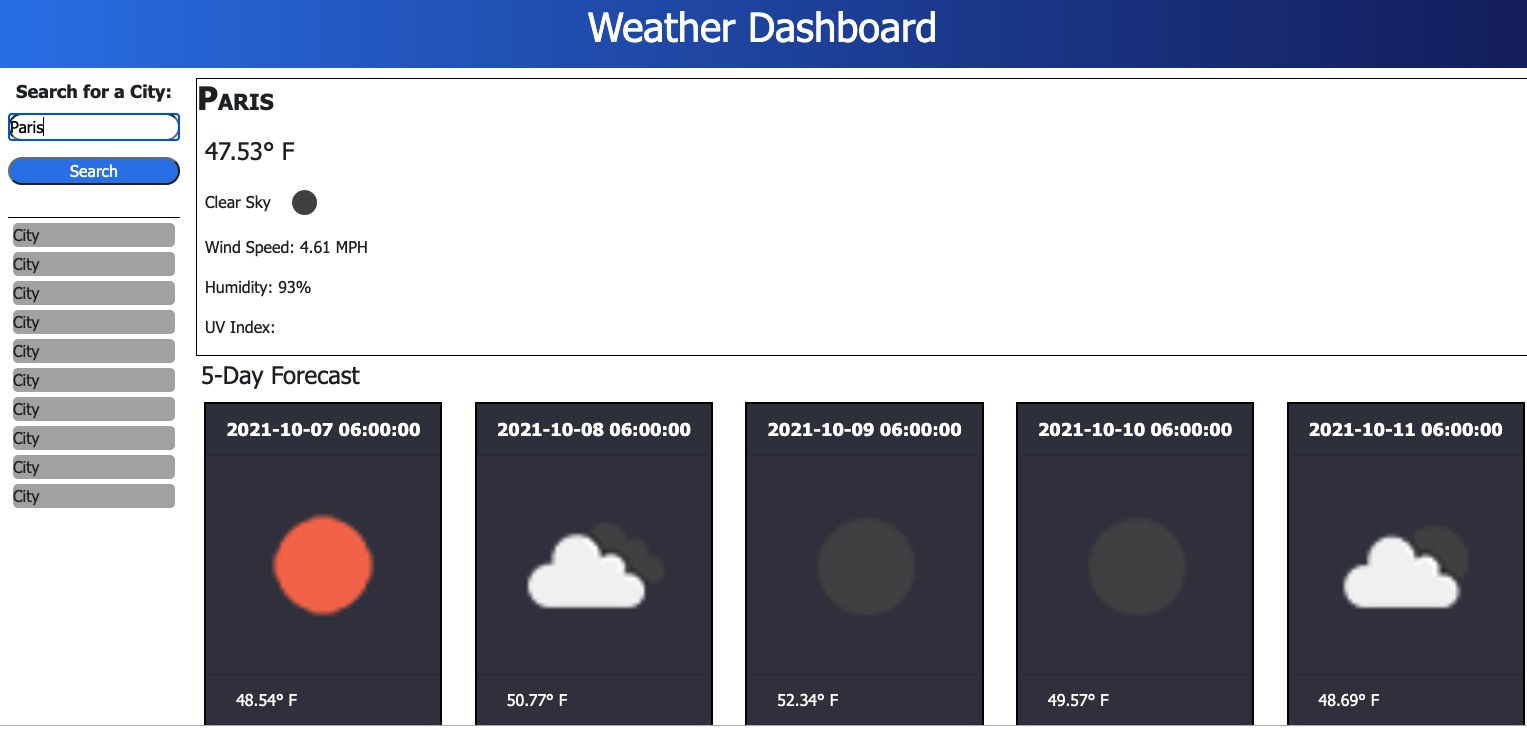 Weather Dashboard
Search for a City:
Paris
Search
City
City
City
City
City
City
City
City
City
City
Paris
47.53° F
Clear Sky
Wind Speed: 4.61 MPH
Humidity: 93%
UV Index:
5-Day Forecast
2021-10-07 06:00:00
48.54° F
2021-10-08 06:00:00
50.77° F
2021-10-09 06:00:00
52.34° F
2021-10-10 06:00:00
49.57° F
2021-10-11 06:00:00
48.69° F